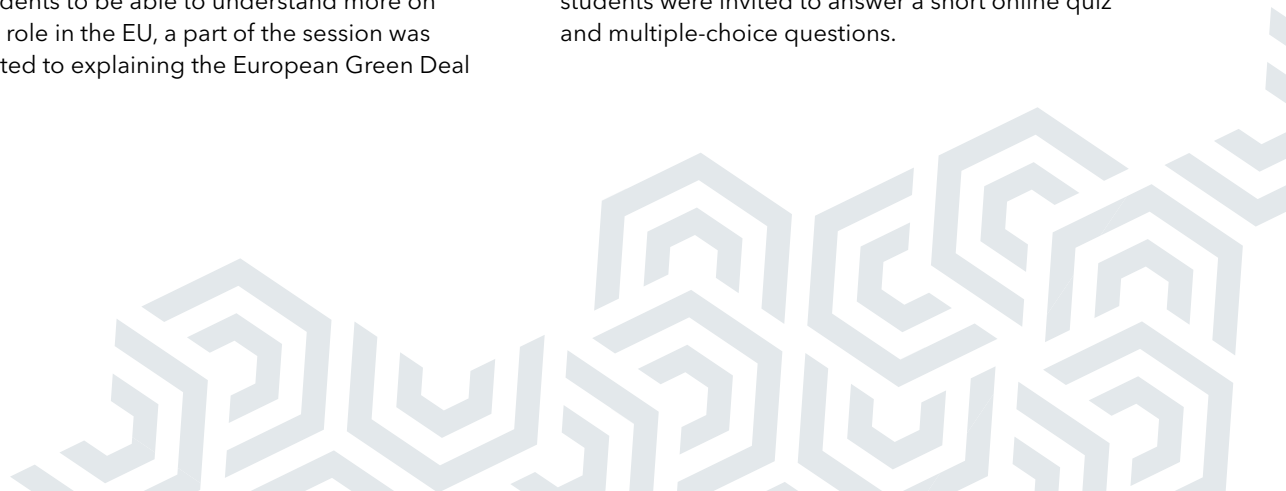 dents to be able to understand more on
role in the EU, a part of the session was
ted to explaining the European Green Deal
students were invited to answer a short online quiz
and multiple-choice questions.